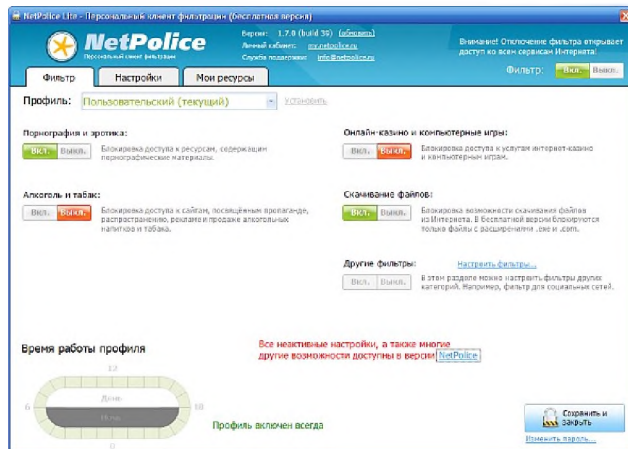 NetPolice Lite - Персональный клиент фильтрации (бесплатная версия)
NetPolice
Персональный клиент фильтрации
Версия: 1.7.0 (build 39) (обновить)
Личный кабинет: my.netpolice.ru
Служба поддержки: info@netpolice.ru
Внимание! Отключение фильтра открывает
доступ ко всем сервисам Интернета!
Фильтр: Вкл. Выкл.
Фильтр Настройки Мои ресурсы
Профиль: Пользовательский (текущий) Установить
Порнография и эротика:
Вкл. Выкл. Блокировка доступа к ресурсам, содержащим
порнографические материалы.
Онлайн-казино и компьютерные игры:
Вкл. Выкл. Блокировка доступа к услугам интернет-казино
и компьютерным играм.
Алкоголь и табак:
Вкл. Выкл. Блокировка доступа к сайтам, посвящённым пропаганде,
распространению, рекламе и продаже алкогольных
напитков и табака.
Скачивание файлов:
Вкл. Выкл. Блокировка возможности скачивания файлов
из Интернета. В бесплатной версии блокируются
только файлы с расширениями .exe и .com.
Другие фильтры: Настроить фильтры...
Вкл. Выкл. В этом разделе можно настроить фильтры других
категорий. Например, фильтр для социальных сетей.
Время работы профиля
Все неактивные настройки, а также многие
другие возможности доступны в версии NetPolice
12
День
6 18
Ночь
0
Профиль включен всегда
Сохранить и
закрыть
Изменить пароль...